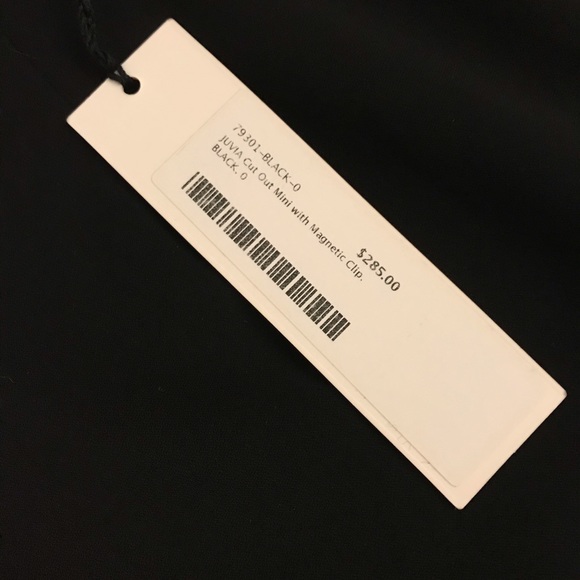 79301-BLACK-0
JUVIA Cut Out Mini with Magnetic Clip.
BLACK, 0
$285.00